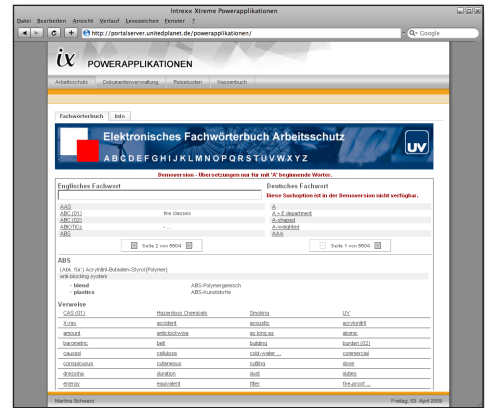 Intrexx Xtreme Powerapplikationen
Datei Bearbeiten Ansicht Verlauf Lesezeichen Fenster ?
http://portalserver.unitedplanet.de/powerapplikationen/
Google
ix POWERAPPLIKATIONEN
Arbeitsschutz Dokumentenverwaltung Reisekosten Kassenbuch
Fachwörterbuch Info
Elektronisches Fachwörterbuch Arbeitsschutz
UV
A B C D E F G H I J K L M N O P Q R S T U V W X Y Z
Demoversion - Übersetzungen nur für mit 'A' beginnende Wörter.
Englisches Fachwort Deutsches Fachwort
Diese Suchoption ist in der Demoversion nicht verfügbar.
AAS A
ABC (01) fire classes A + E department
ABC (02) A-shaped
ABIOTICs - ... A-weighted
ABS AAA
Seite 2 von 9804 Seite 1 von 9804
ABS
(Abk. für:) Acrylnitril-Butadien-Styrol [Polymer]
anti-blocking system
- blend ABS-Polymergemisch
- plastics ABS-Kunststoffe
Verweise
CAS (01) Hazardous Chemicals Smoking UV
X-ray accident acoustic acrylonitril
amount anticlockwise as long as atomic
barometric belt building burden (02)
caused cellulose cold-water ... commercial
conspicuous cutaneous cutting dose
dressing duration dust duties
energy equivalent filter fire-proof ...
Martina Schwarz Freitag, 03. April 2009